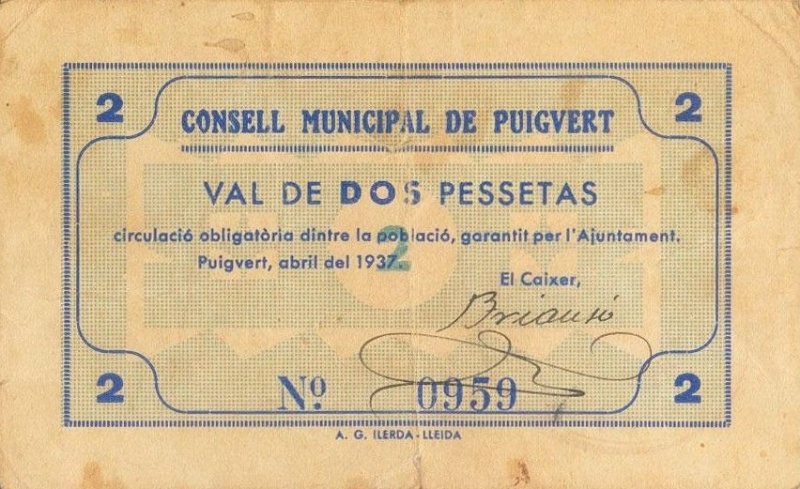 2 2
CONSELL MUNICIPAL DE PUIGVERT
VAL DE DOS PESSETAS
circulació obligatòria dintre la població, garantit per l'Ajuntament.
2
Puigvert, abril del 1937.
El Caixer,
2 Nº 0959 2
A. G. ILERDA-LLEIDA